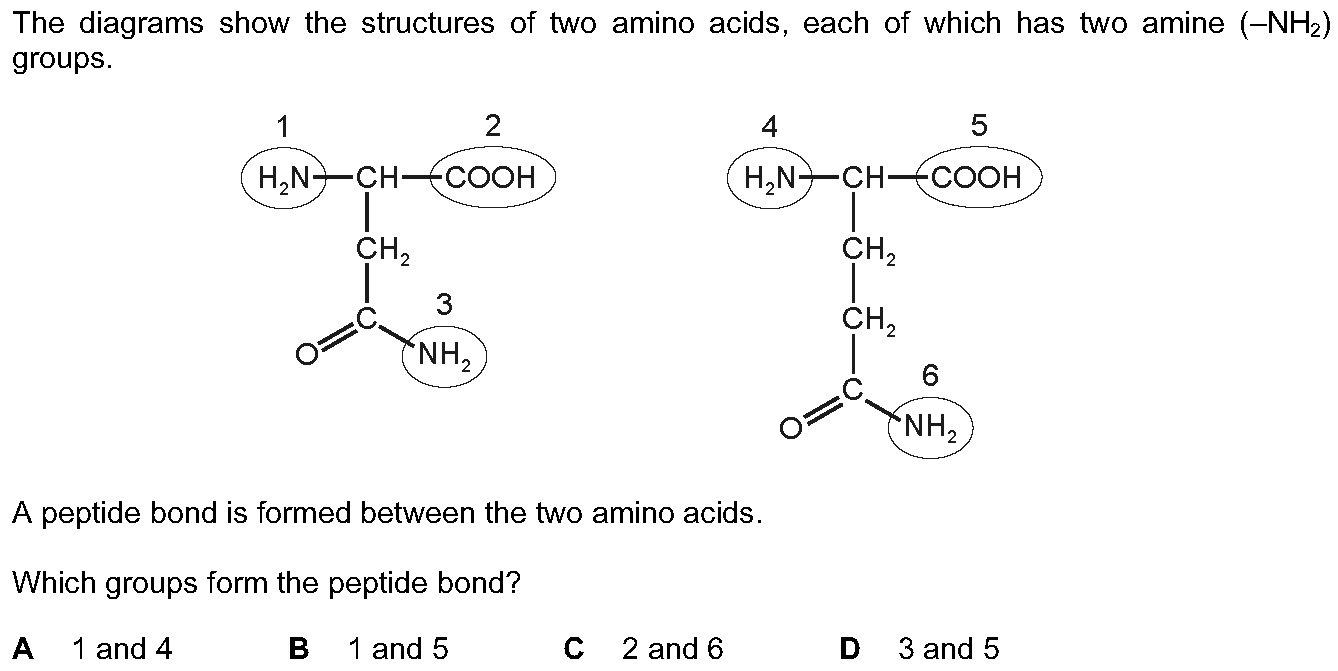 The diagrams show the structures of two amino acids, each of which has two amine (–NH₂)
groups.
1 2 4 5
H₂N CH COOH H₂N CH COOH
CH₂ CH₂
3
C CH₂
O NH₂
6
C
O NH₂
A peptide bond is formed between the two amino acids.
Which groups form the peptide bond?
A 1 and 4 B 1 and 5 C 2 and 6 D 3 and 5